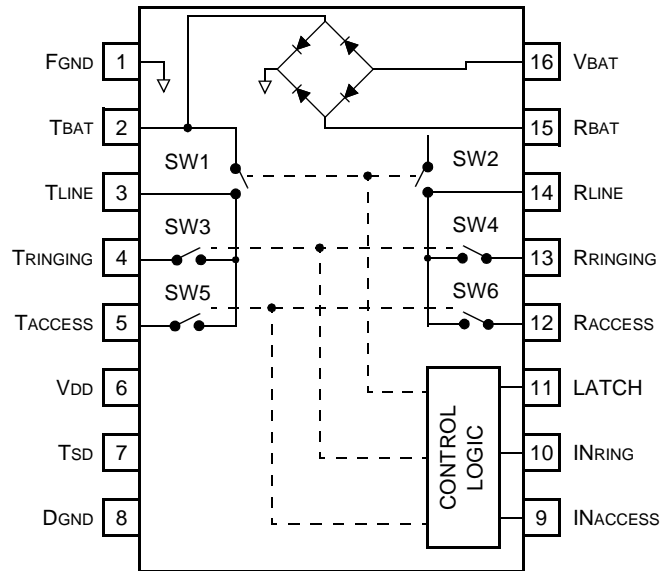 FGND 1
16 VBAT
TBAT 2
15 RBAT
SW1
SW2
TLINE 3
14 RLINE
SW3
SW4
TRINGING 4
13 RRINGING
SW5
SW6
TACCESS 5
12 RACCESS
VDD 6
11 LATCH
CONTROL
LOGIC
TSD 7
10 INRING
DGND 8
9 INACCESS